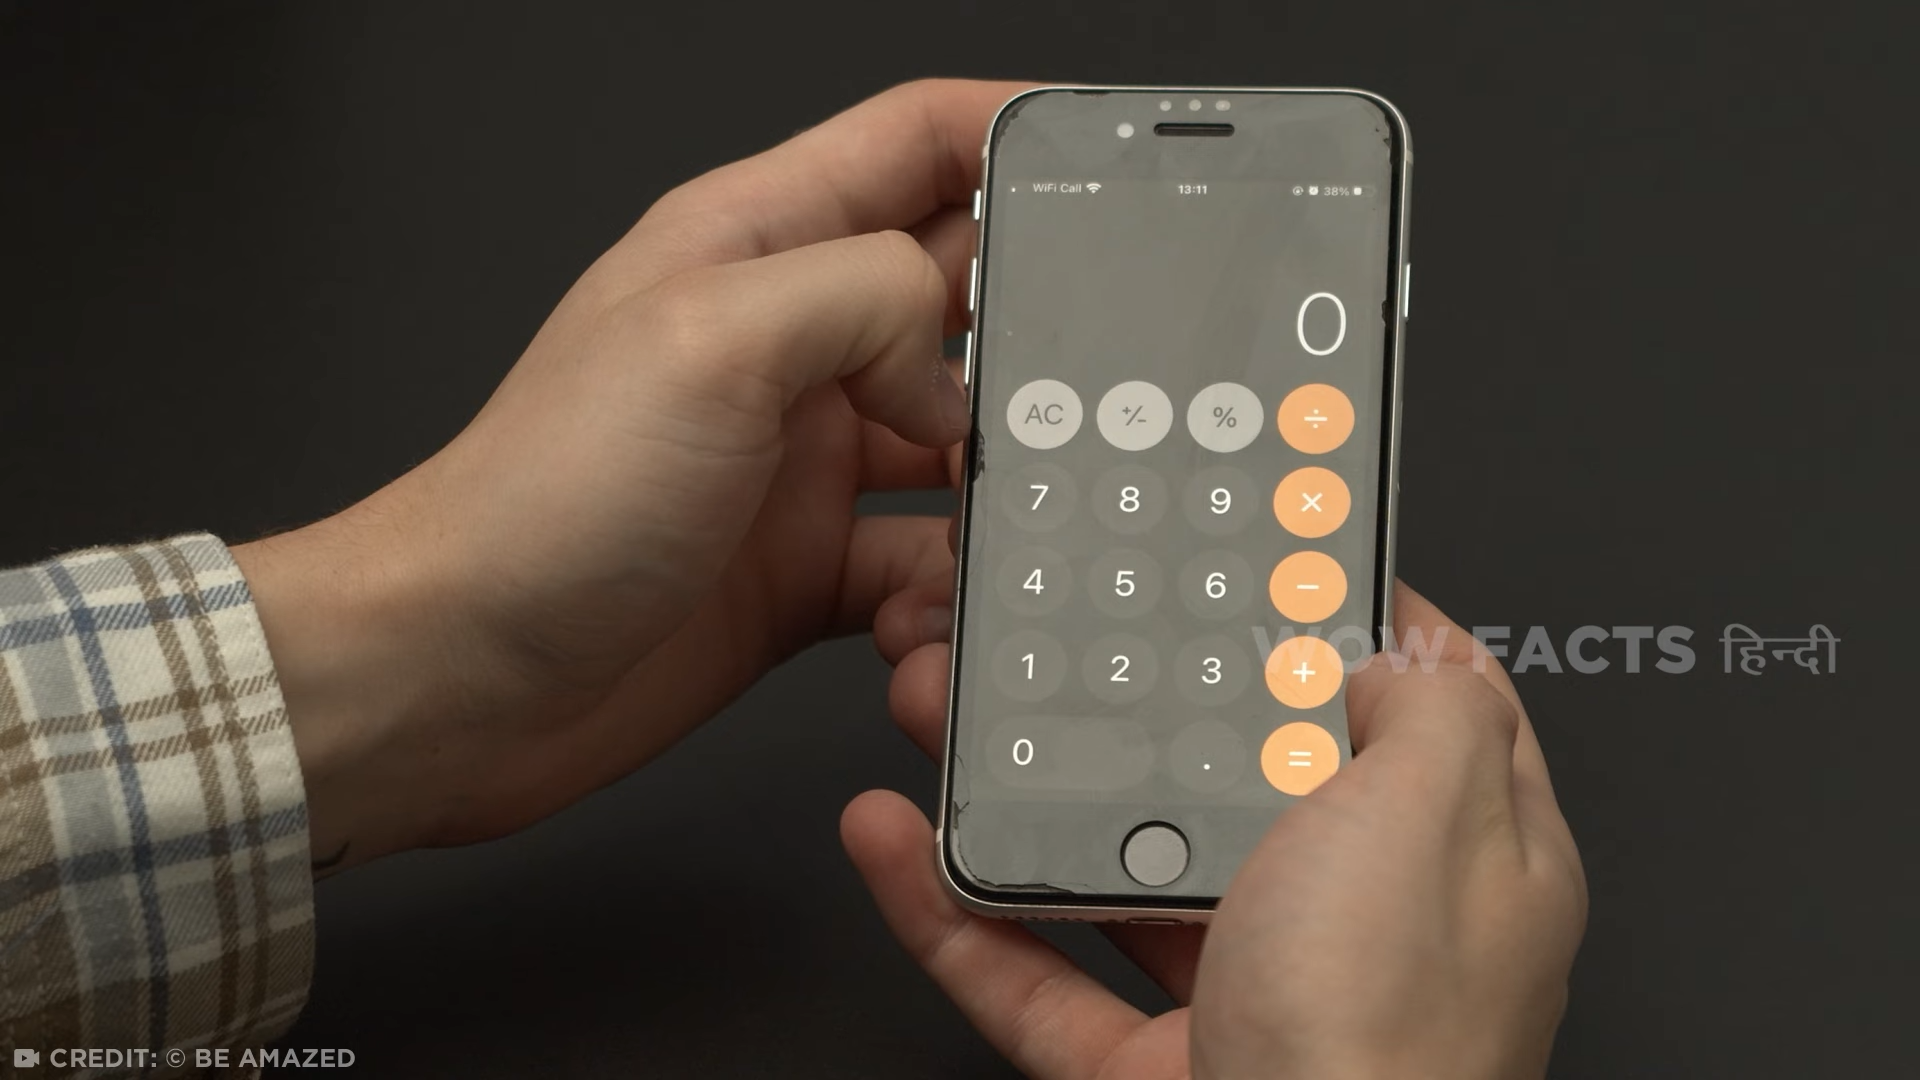 WiFi Call 13:11 38%
0
AC +/- % ÷
7 8 9 ×
4 5 6 −
1 2 3 +
0 . =
WOW FACTS हिन्दी
CREDIT: © BE AMAZED